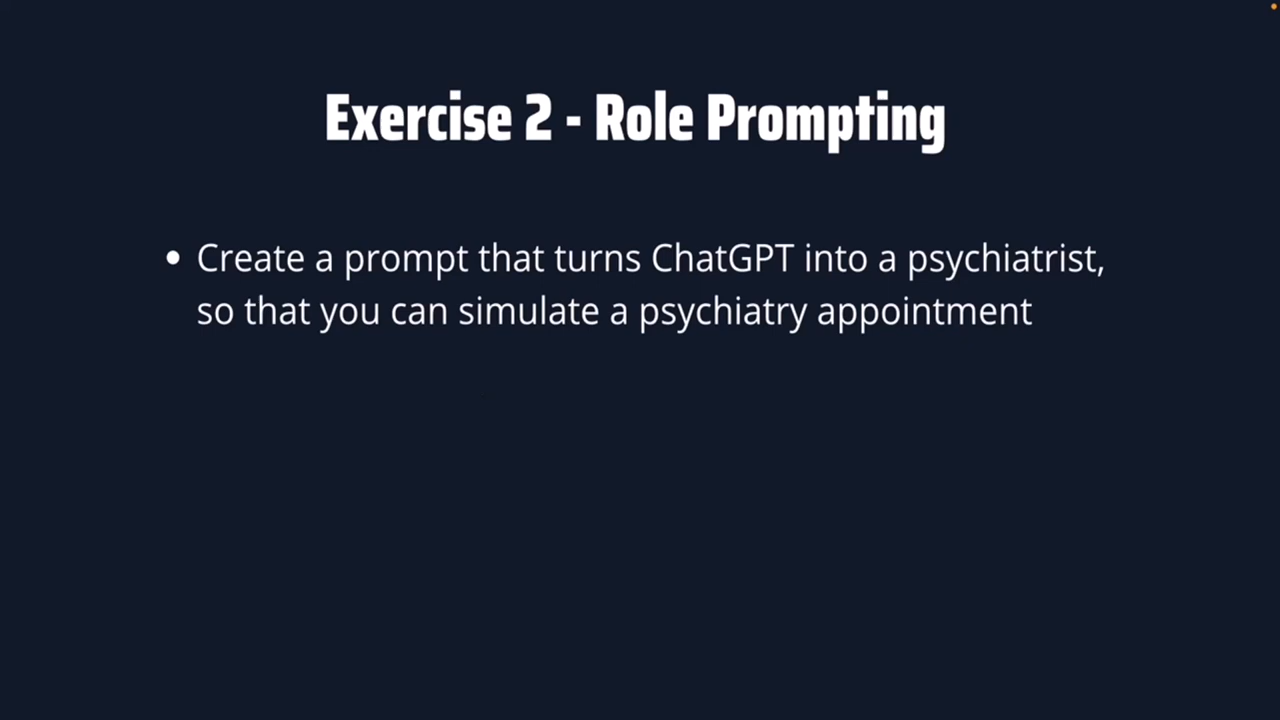 Exercise 2 - Role Prompting
• Create a prompt that turns ChatGPT into a psychiatrist,
so that you can simulate a psychiatry appointment